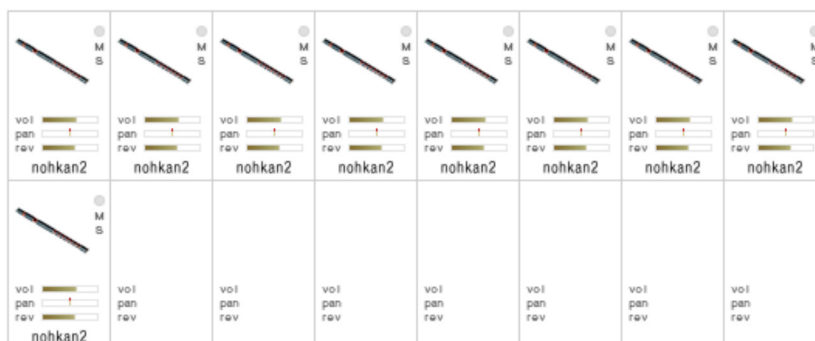 M M M M M M M M
S S S S S S S S
vol vol vol vol vol vol vol vol
pan pan pan pan pan pan pan pan
rev rev rev rev rev rev rev rev
nohkan2 nohkan2 nohkan2 nohkan2 nohkan2 nohkan2 nohkan2 nohkan2
M
S
vol vol vol vol vol vol vol vol
pan pan pan pan pan pan pan pan
rev rev rev rev rev rev rev rev
nohkan2